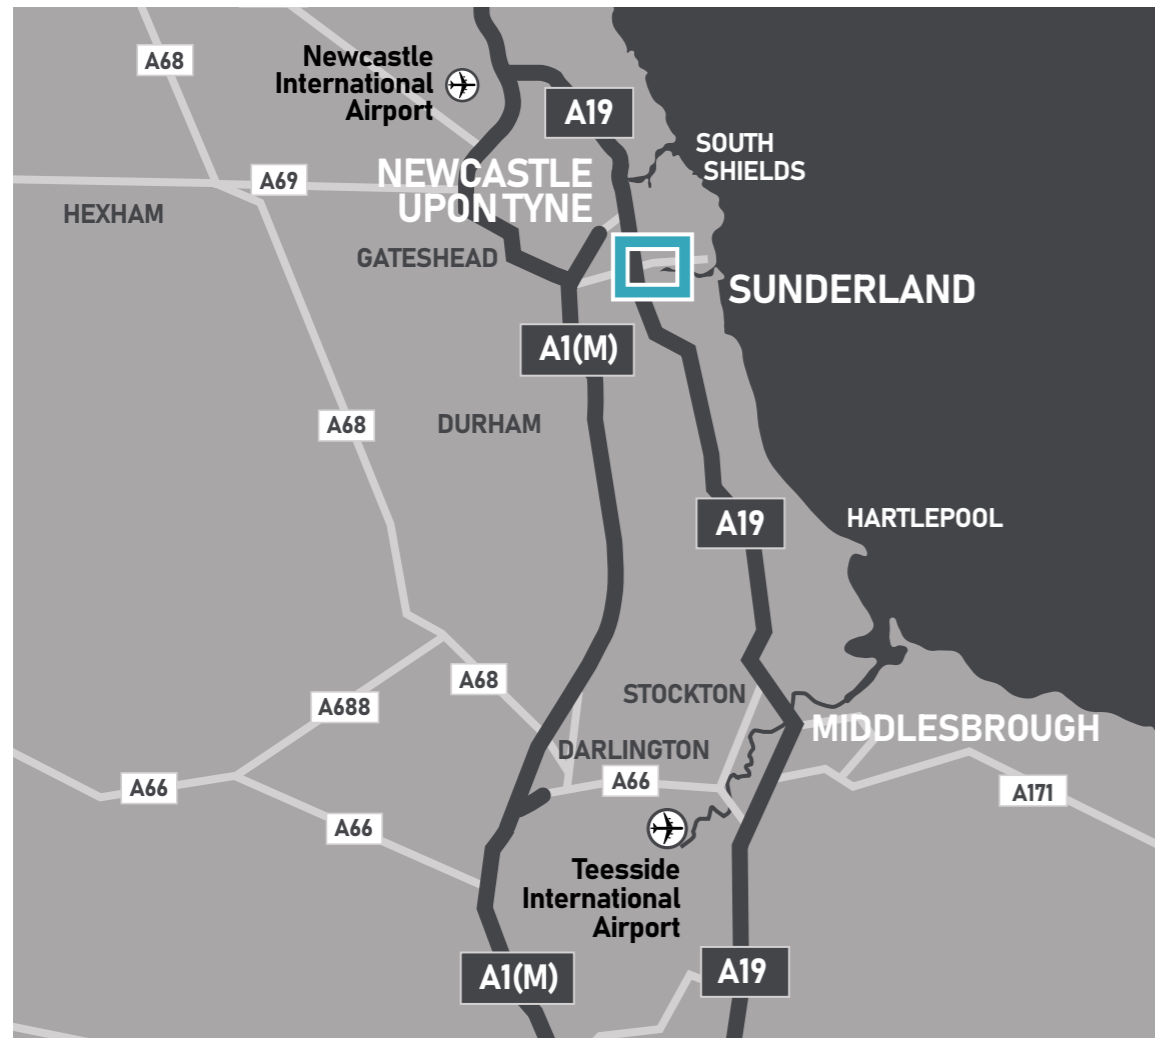 A68
Newcastle
International
Airport
A19
SOUTH
SHIELDS
A69
NEWCASTLE
UPON TYNE
HEXHAM
GATESHEAD
SUNDERLAND
A1(M)
A68
DURHAM
A19
HARTLEPOOL
A68
A688
STOCKTON
MIDDLESBROUGH
DARLINGTON
A66
A66
A171
A66
Teesside
International
Airport
A1(M)
A19